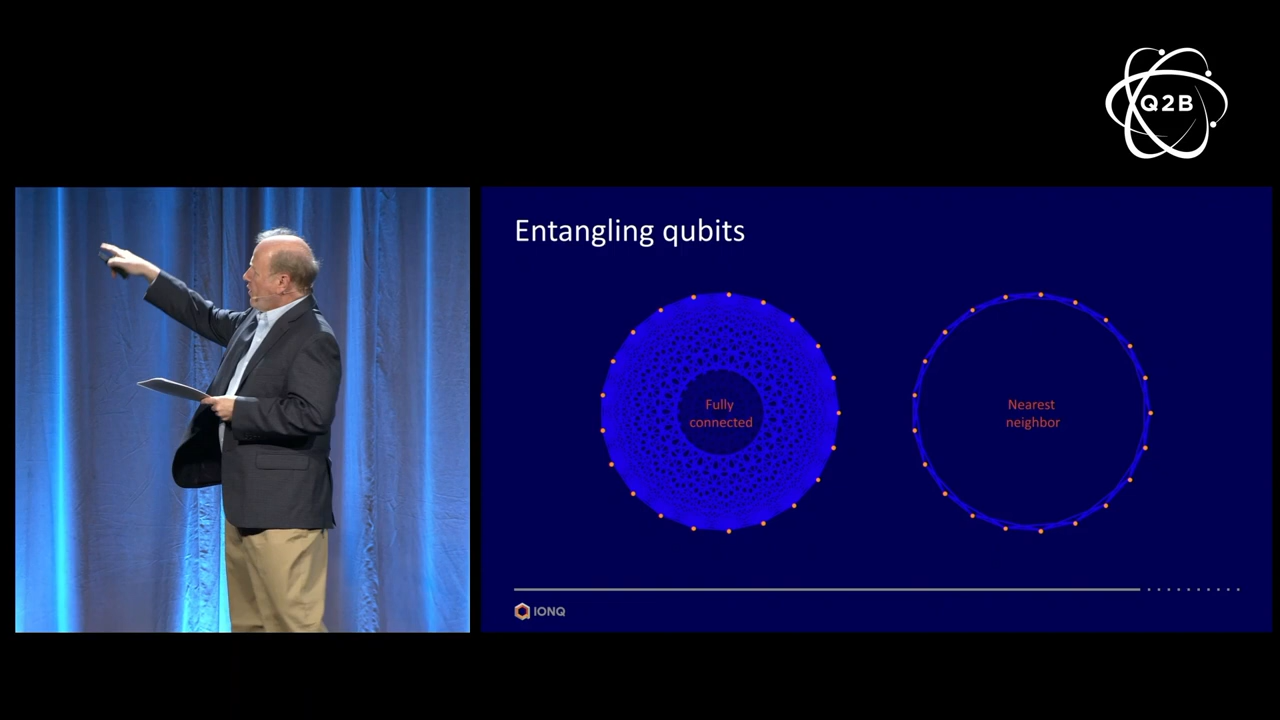 Q2B
Entangling qubits
Fully
connected
Nearest
neighbor
IONQ